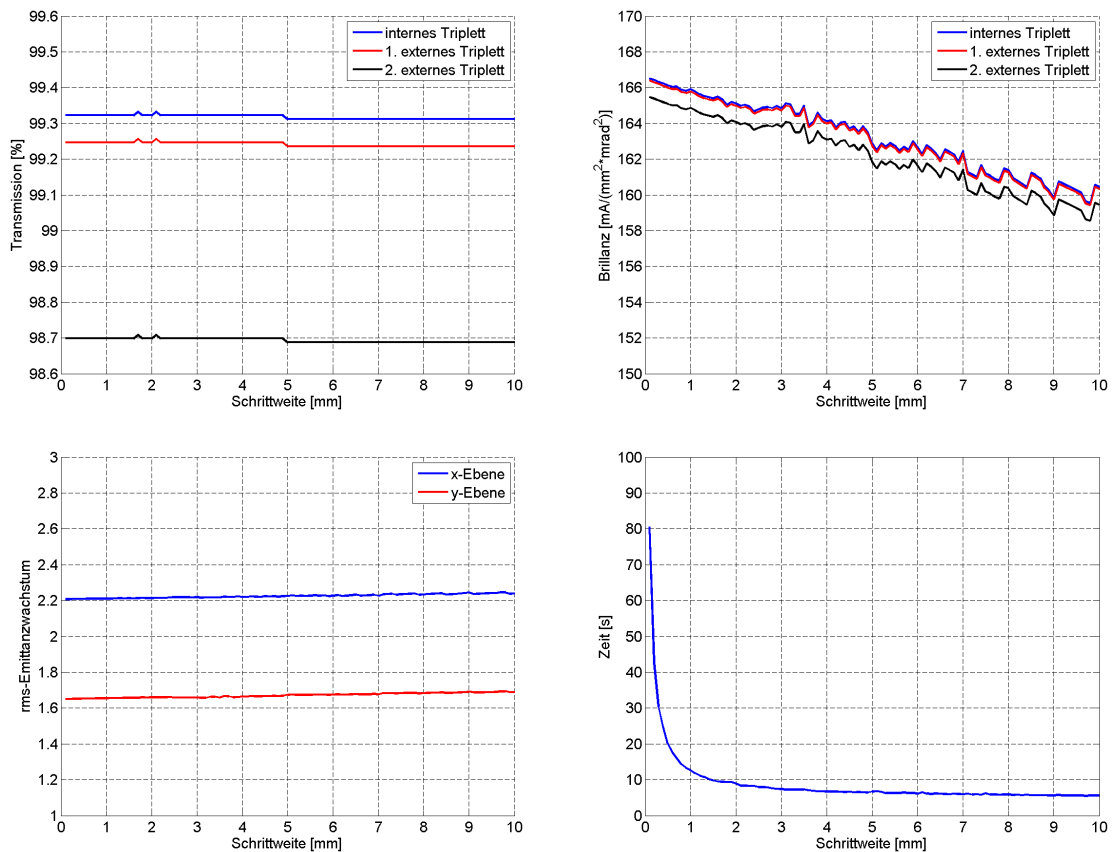 99.6
99.5
99.4
99.3
99.2
99.1
99
98.9
98.8
98.7
98.6
Transmission [%]
internes Triplett
1. externes Triplett
2. externes Triplett
0 1 2 3 4 5 6 7 8 9 10
Schrittweite [mm]
170
168
166
164
162
160
158
156
154
152
150
Brillanz [mA/(mm²*mrad²)]
internes Triplett
1. externes Triplett
2. externes Triplett
0 1 2 3 4 5 6 7 8 9 10
Schrittweite [mm]
3
2.8
2.6
2.4
2.2
2
1.8
1.6
1.4
1.2
1
rms-Emittanzwachstum
x-Ebene
y-Ebene
0 1 2 3 4 5 6 7 8 9 10
Schrittweite [mm]
100
90
80
70
60
50
40
30
20
10
0
Zeit [s]
0 1 2 3 4 5 6 7 8 9 10
Schrittweite [mm]